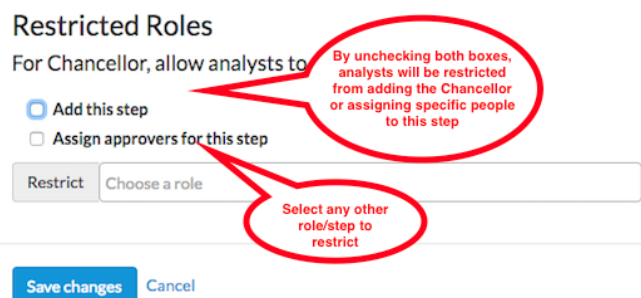 Restricted Roles
For Chancellor, allow analysts to
By unchecking both boxes,
analysts will be restricted
from adding the Chancellor
or assigning specific people
to this step
Add this step
Assign approvers for this step
Restrict Choose a role
Select any other
role/step to
restrict
Save changes Cancel